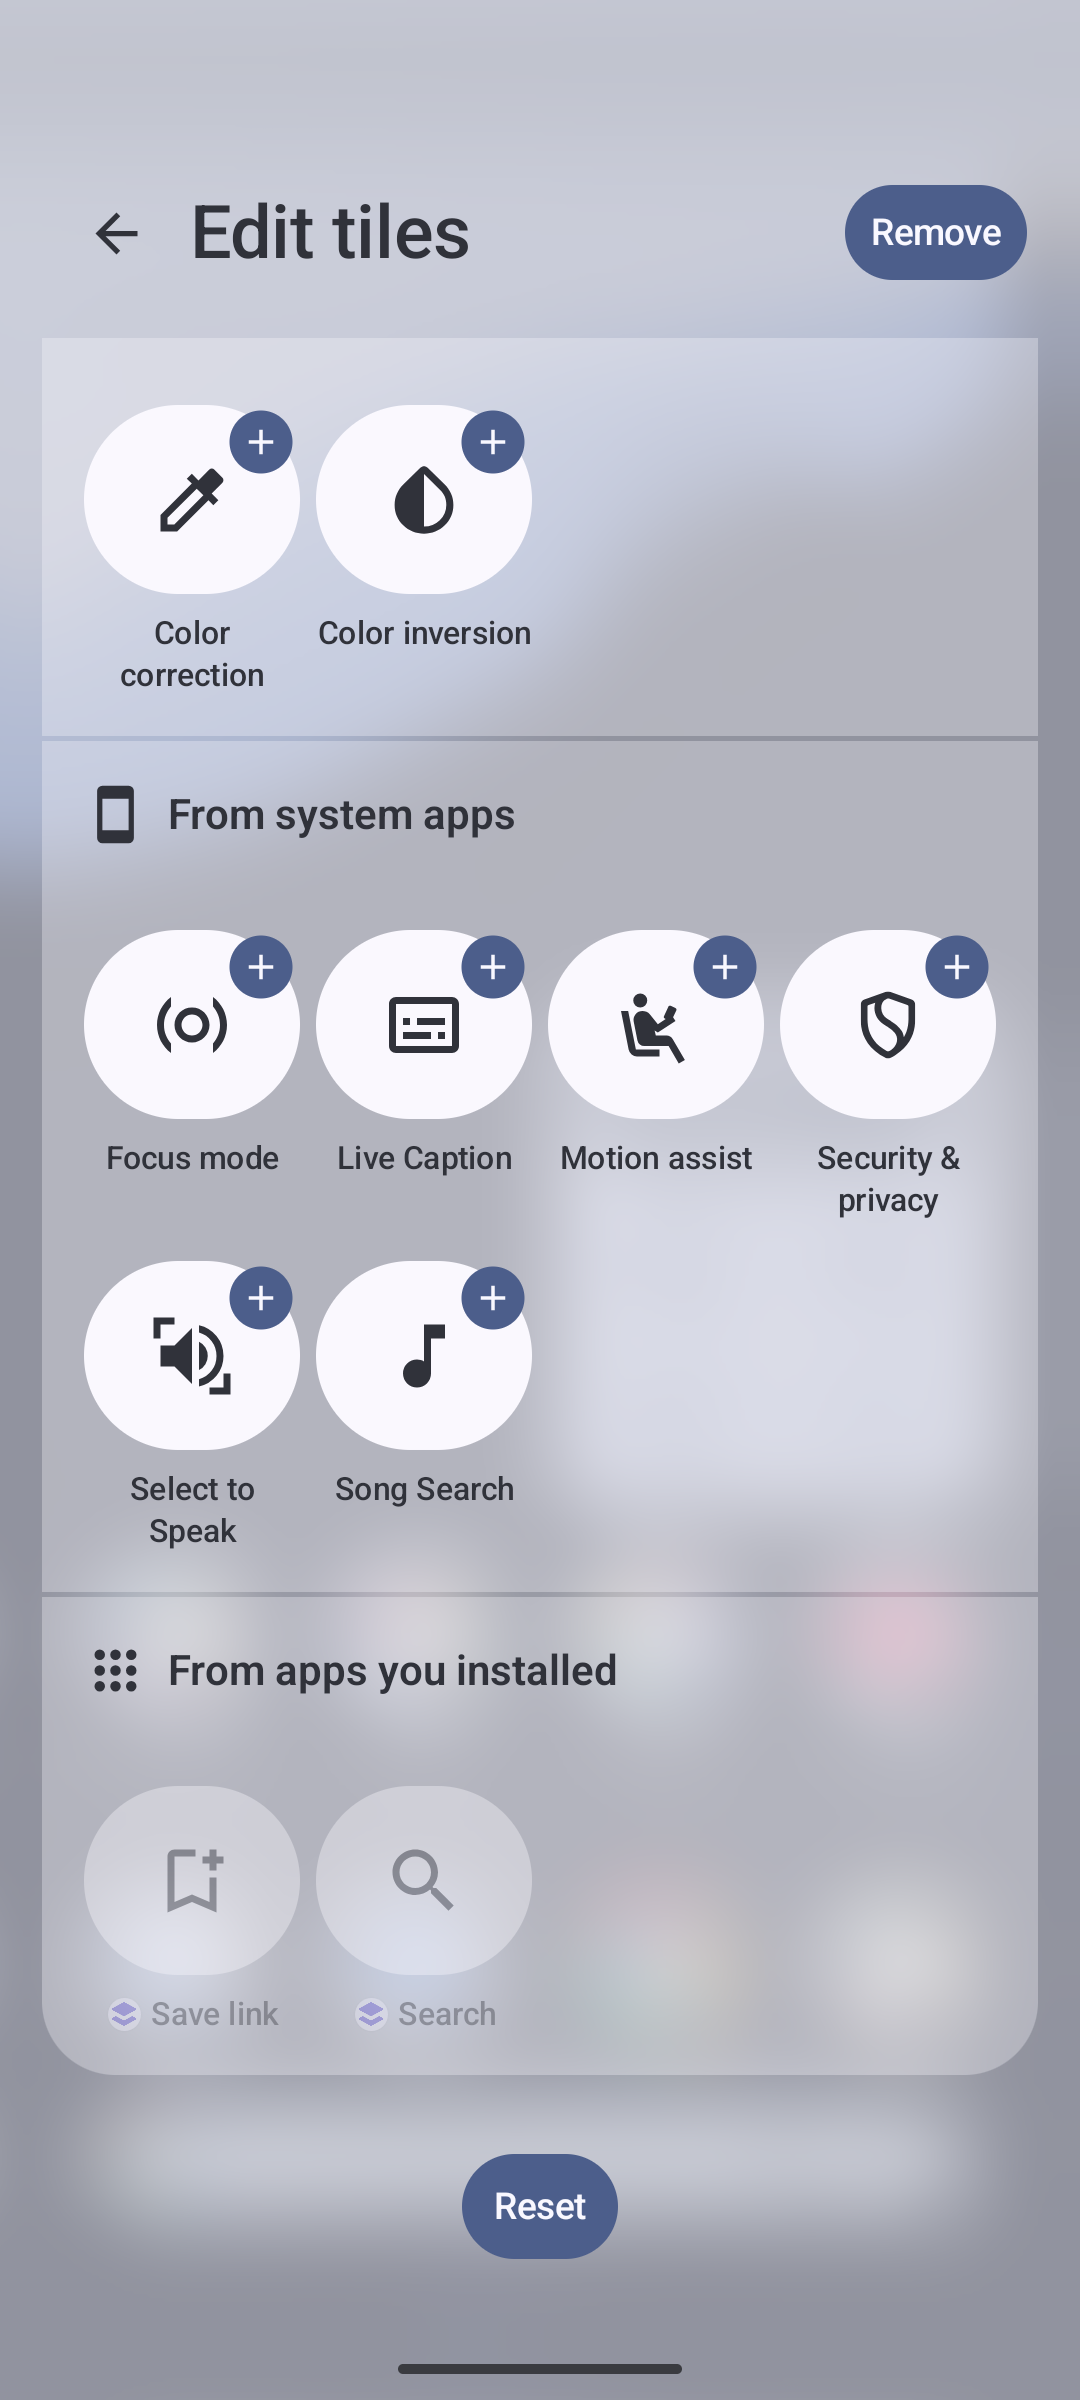 Edit tiles
Remove
Color
correction
Color inversion
From system apps
Focus mode
Live Caption
Motion assist
Security &
privacy
Select to
Speak
Song Search
From apps you installed
Save link
Search
Reset